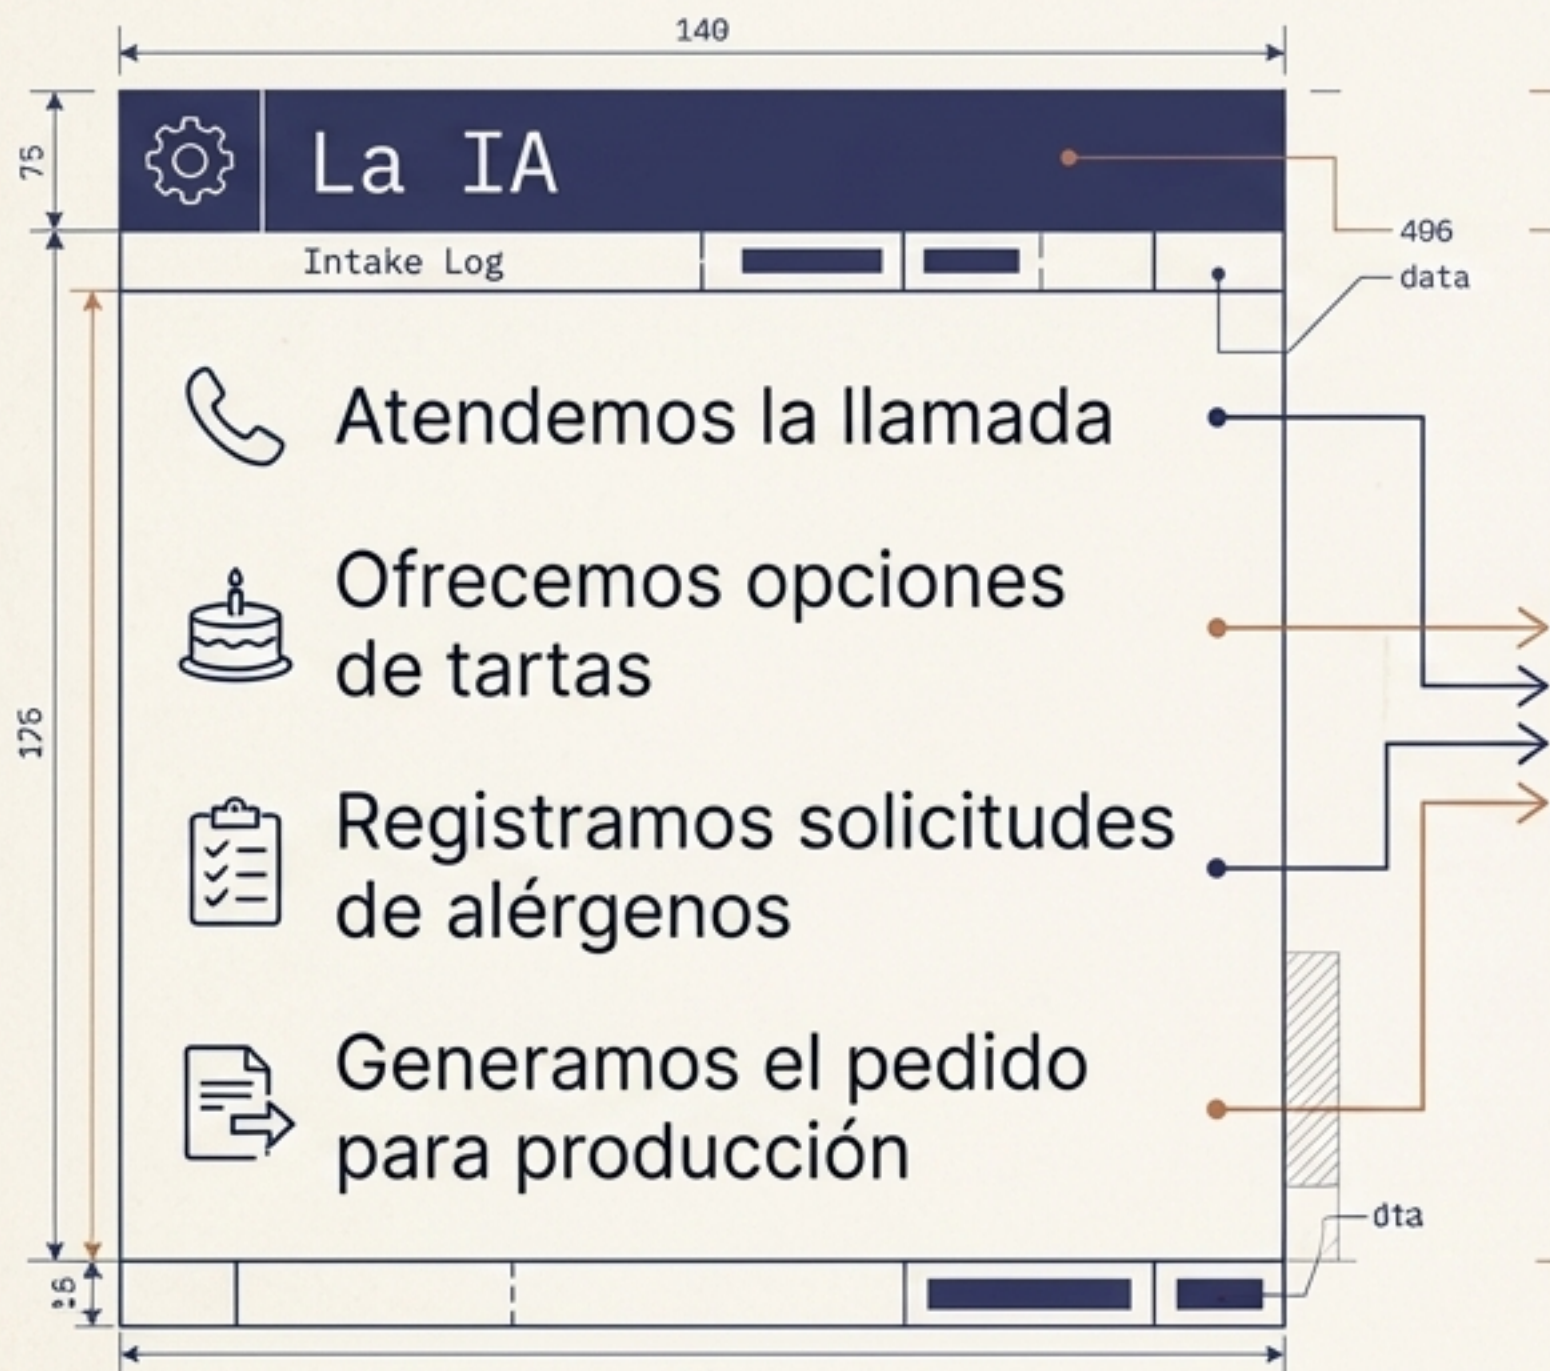 140
75
La IA
496
Intake Log
data
Atendemos la llamada
Ofrecemos opciones
de tartas
Registramos solicitudes
de alérgenos
176
Generamos el pedido
para producción
dta